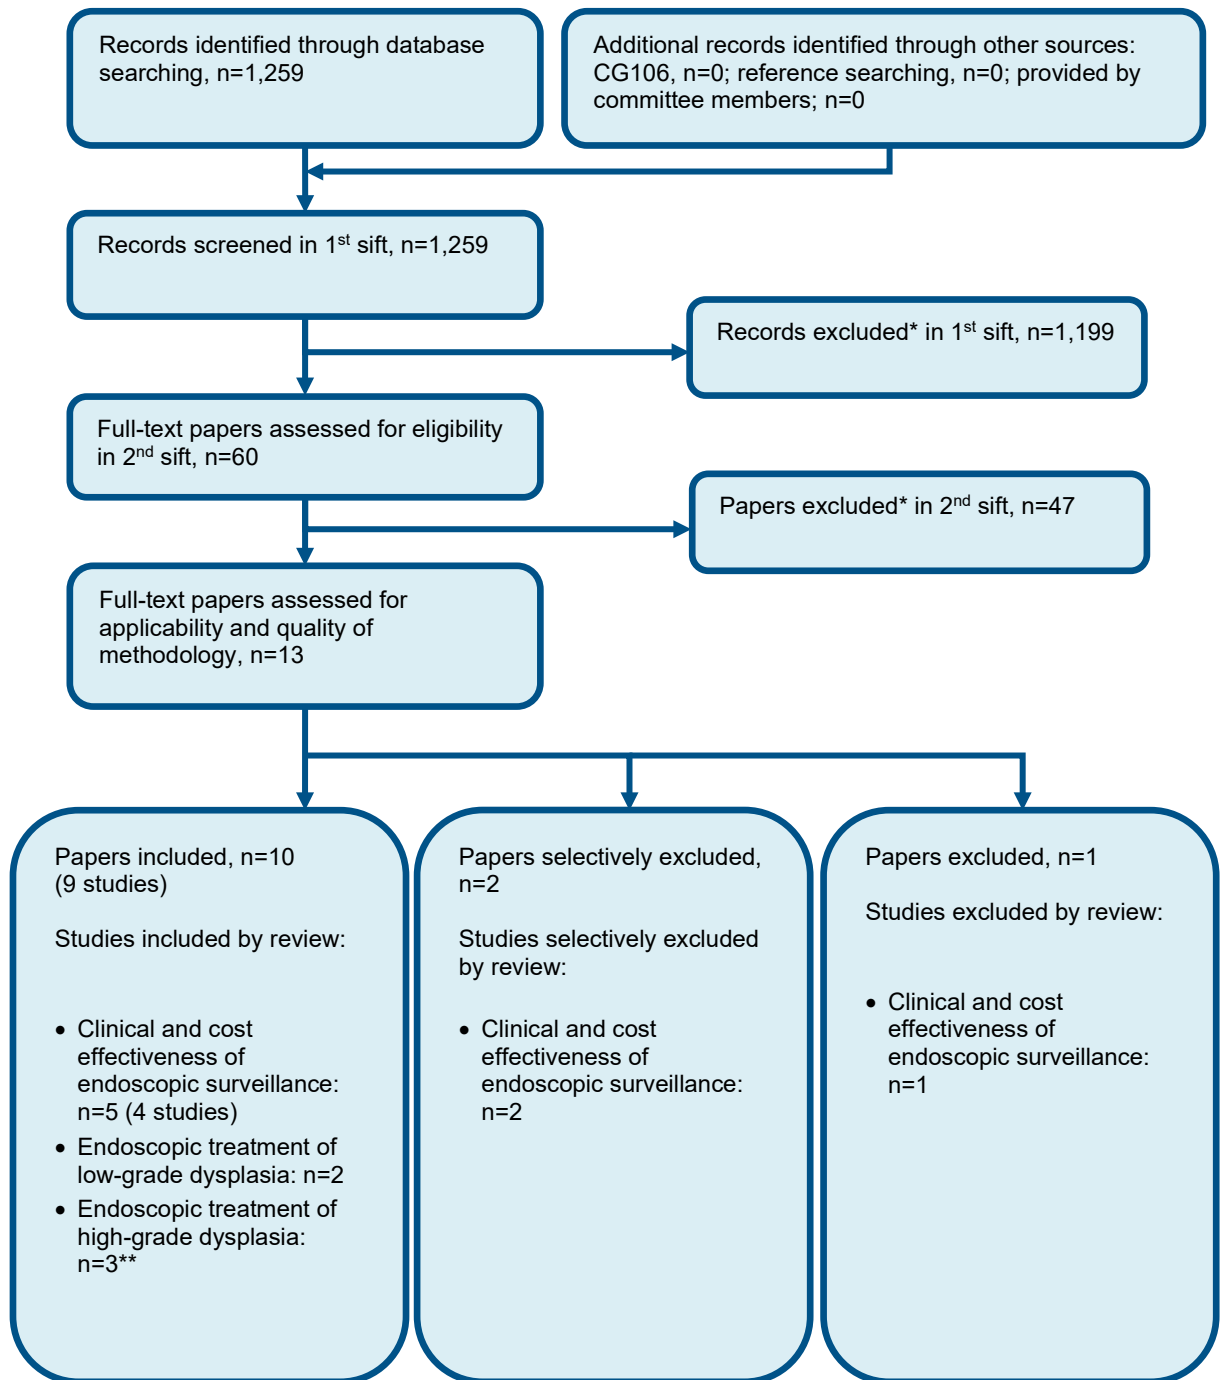 Records identified through database
searching, n=1,259
Additional records identified through other sources:
CG106, n=0; reference searching, n=0; provided by
committee members; n=0
Records screened in 1st sift, n=1,259
Records excluded* in 1st sift, n=1,199
Full-text papers assessed for eligibility
in 2nd sift, n=60
Papers excluded* in 2nd sift, n=47
Full-text papers assessed for
applicability and quality of
methodology, n=13
Papers included, n=10
(9 studies)
Studies included by review:
• Clinical and cost
effectiveness of
endoscopic surveillance:
n=5 (4 studies)
• Endoscopic treatment of
low-grade dysplasia: n=2
• Endoscopic treatment of
high-grade dysplasia:
n=3**
Papers selectively excluded,
n=2
Studies selectively excluded
by review:
• Clinical and cost
effectiveness of
endoscopic surveillance:
n=2
Papers excluded, n=1
Studies excluded by review:
• Clinical and cost
effectiveness of
endoscopic surveillance:
n=1